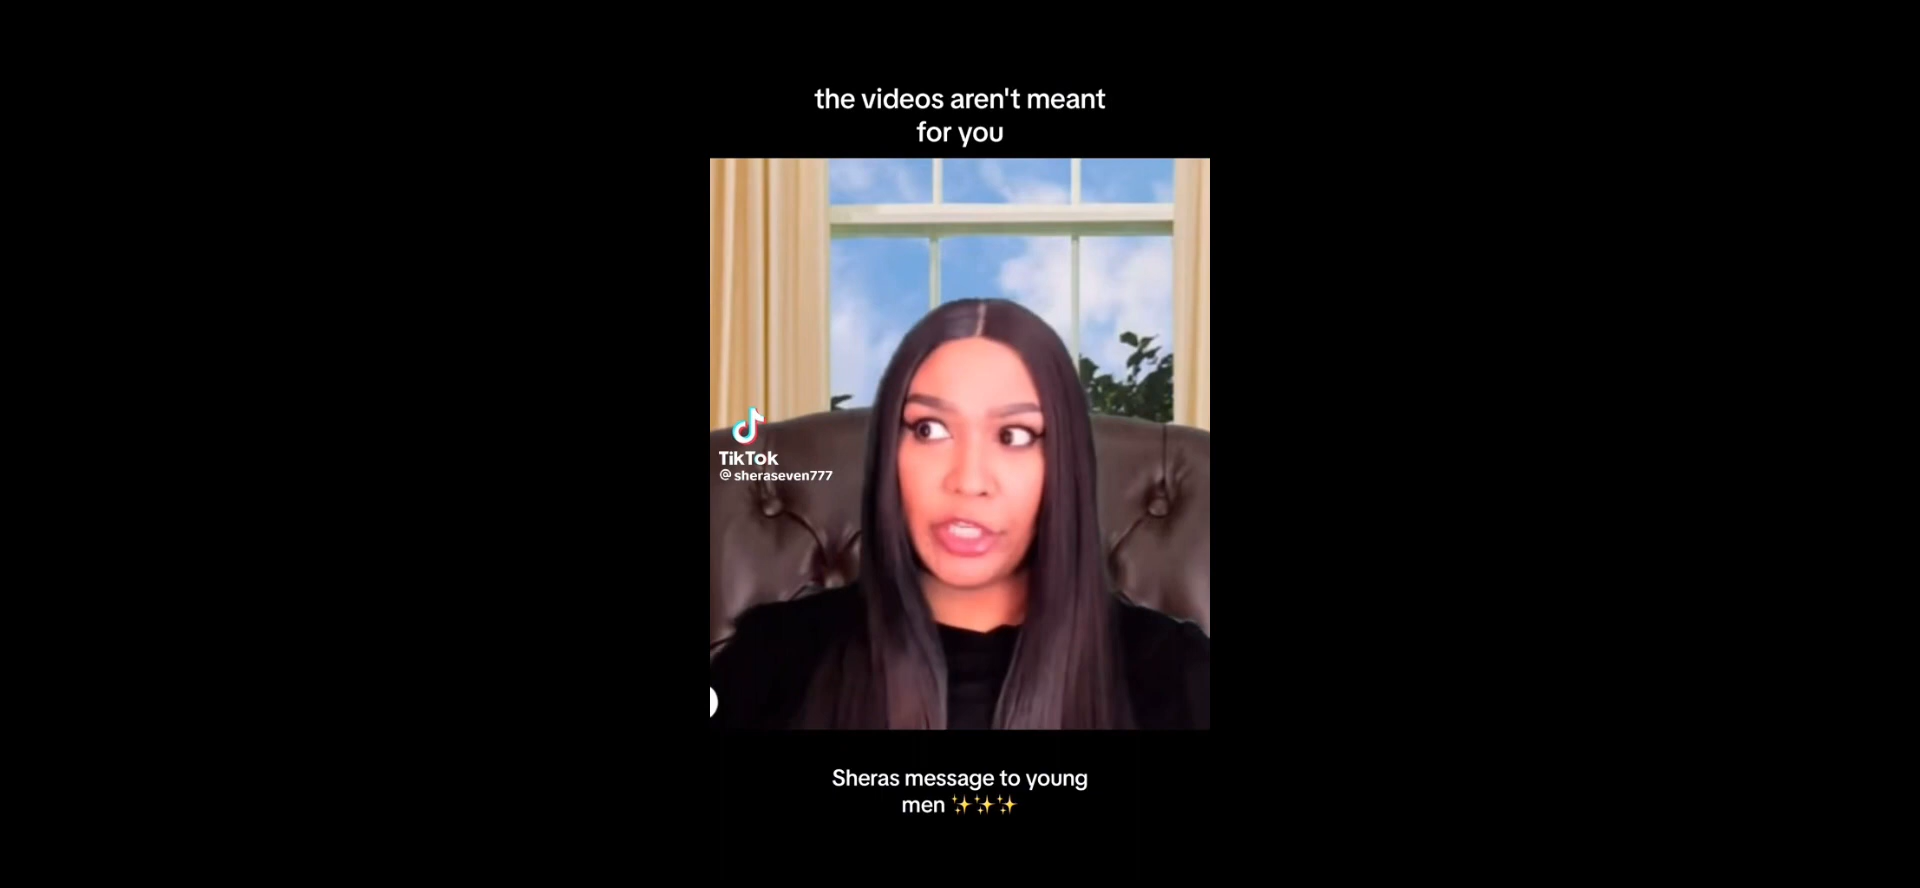 the videos aren't meant
for you
TikTok
@sheraseven777
Sheras message to young
men ✨✨✨